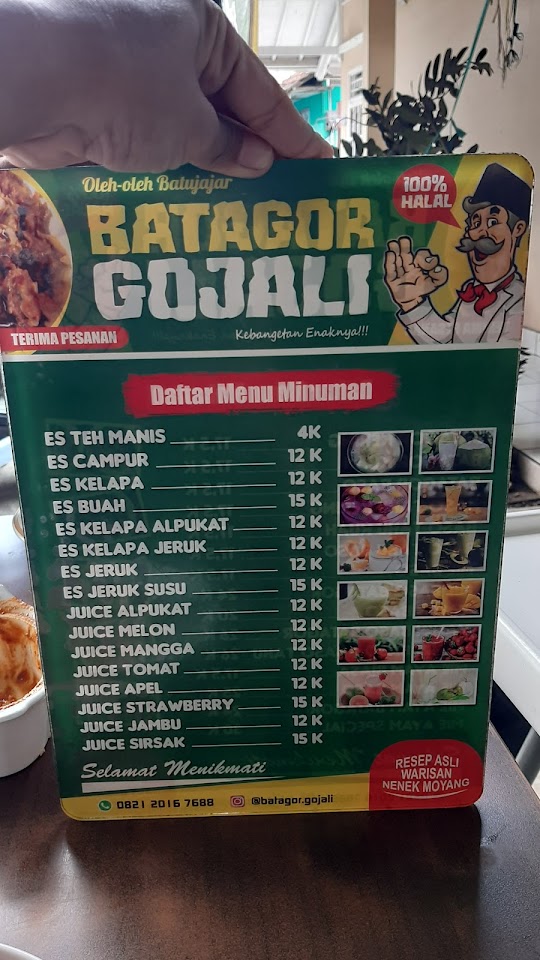 Oleh-oleh Batujajar
BATAGOR
GOJALI
100%
HALAL
TERIMA PESANAN
Kebangetan Enaknya!!!
Daftar Menu Minuman
ES TEH MANIS 4K
ES CAMPUR 12 K
ES KELAPA 12 K
ES BUAH 15 K
ES KELAPA ALPUKAT 12 K
ES KELAPA JERUK 12 K
ES JERUK 12 K
ES JERUK SUSU 15 K
JUICE ALPUKAT 12 K
JUICE MELON 12 K
JUICE MANGGA 12 K
JUICE TOMAT 12 K
JUICE APEL 12 K
JUICE STRAWBERRY 15 K
JUICE JAMBU 12 K
JUICE SIRSAK 15 K
Selamat Menikmati
RESEP ASLI
WARISAN
NENEK MOYANG
0821 2016 7688 @batagor.gojali